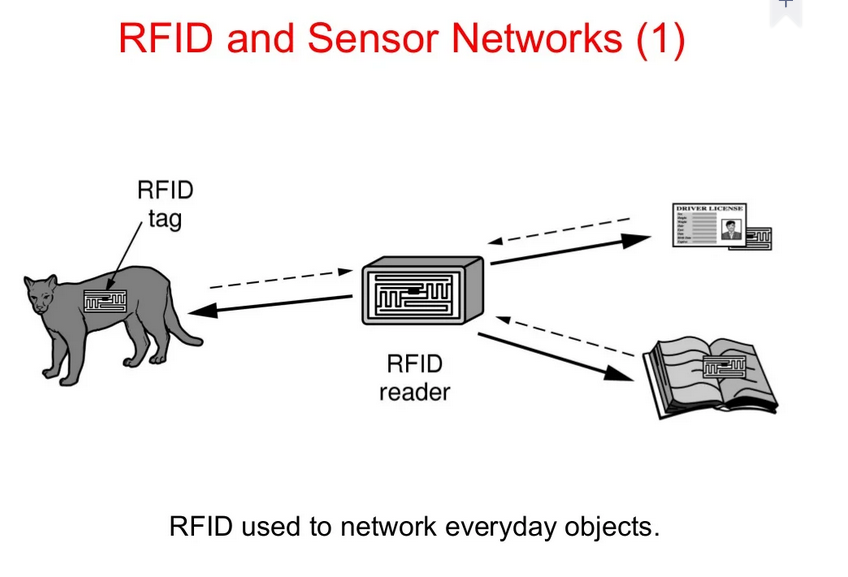 RFID and Sensor Networks (1)
RFID
tag
DRIVER LICENSE
RFID
reader
RFID used to network everyday objects.